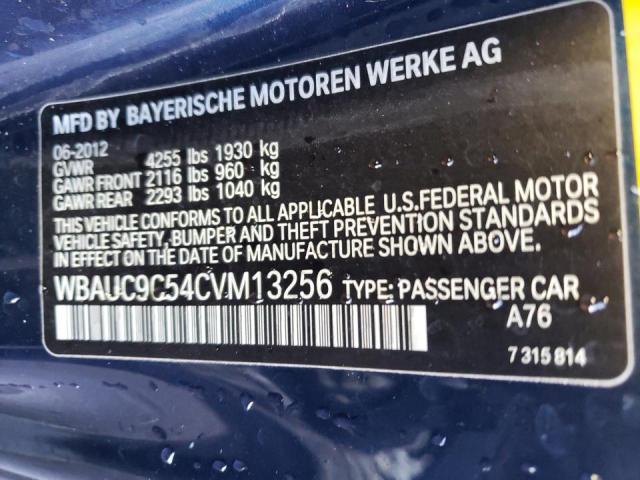 MFD BY BAYERISCHE MOTOREN WERKE AG
06-2012
GVWR 4255 lbs 1930 kg
GAWR FRONT 2116 lbs 960 kg
GAWR REAR 2293 lbs 1040 kg
THIS VEHICLE CONFORMS TO ALL APPLICABLE U.S.FEDERAL MOTOR
VEHICLE SAFETY, BUMPER AND THEFT PREVENTION STANDARDS
IN EFFECT ON THE DATE OF MANUFACTURE SHOWN ABOVE.
WBAUC9C54CVM13256 TYPE: PASSENGER CAR
A76
7 315 814